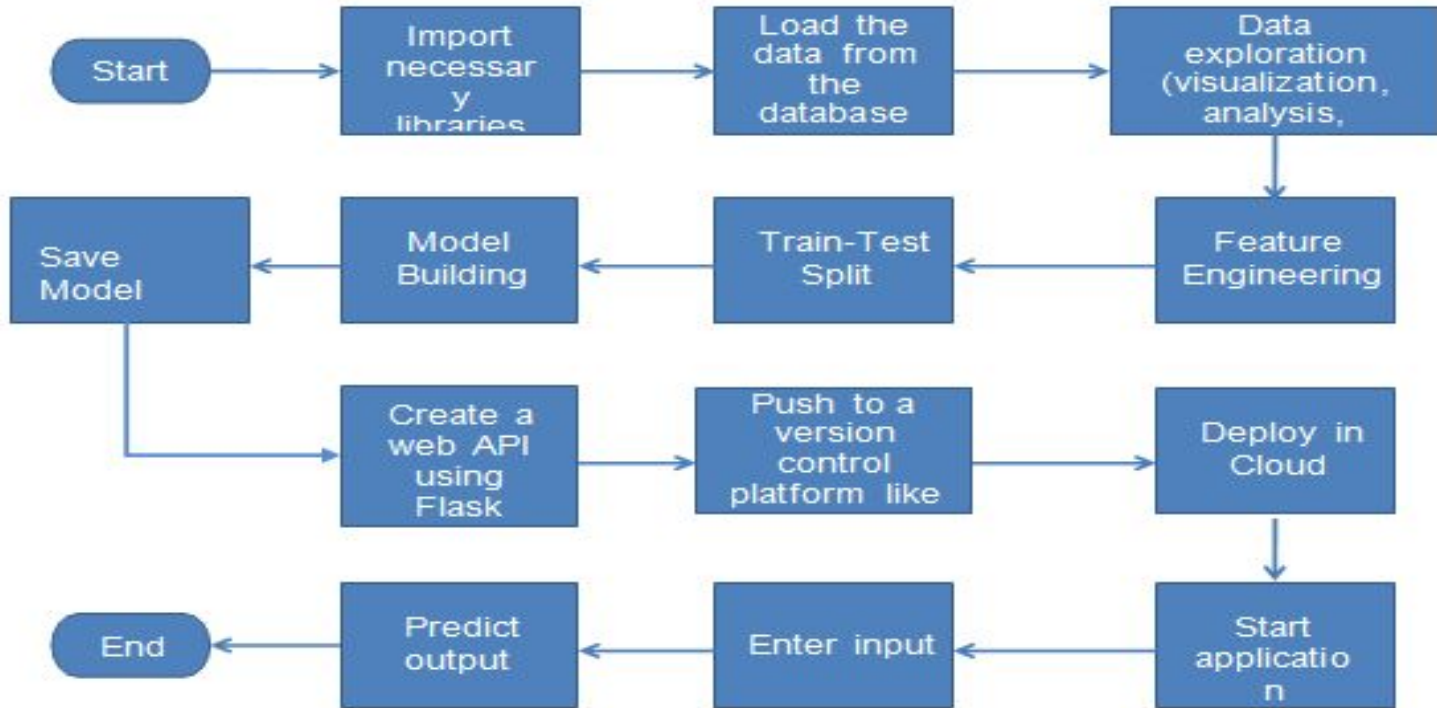 Start
Import
necessar
y
libraries
Load the
data from
the
database
Data
exploration
(visualization,
analysis,
Feature
Engineering
Train-Test
Split
Model
Building
Save
Model
Create a
web API
using
Flask
Push to a
version
control
platform like
Deploy in
Cloud
Start
applicatio
n
Enter input
Predict
output
End